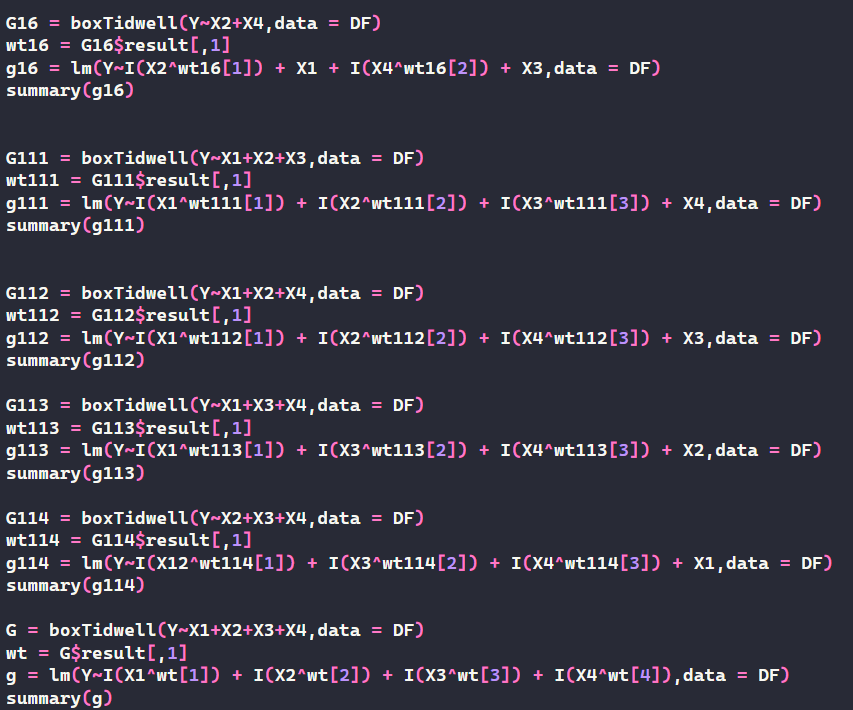 G16 = boxTidwell(Y~X2+X4,data = DF)
wt16 = G16$result[,1]
g16 = lm(Y~I(X2^wt16[1]) + X1 + I(X4^wt16[2]) + X3,data = DF)
summary(g16)
G111 = boxTidwell(Y~X1+X2+X3,data = DF)
wt111 = G111$result[,1]
g111 = lm(Y~I(X1^wt111[1]) + I(X2^wt111[2]) + I(X3^wt111[3]) + X4,data = DF)
summary(g111)
G112 = boxTidwell(Y~X1+X2+X4,data = DF)
wt112 = G112$result[,1]
g112 = lm(Y~I(X1^wt112[1]) + I(X2^wt112[2]) + I(X4^wt112[3]) + X3,data = DF)
summary(g112)
G113 = boxTidwell(Y~X1+X3+X4,data = DF)
wt113 = G113$result[,1]
g113 = lm(Y~I(X1^wt113[1]) + I(X3^wt113[2]) + I(X4^wt113[3]) + X2,data = DF)
summary(g113)
G114 = boxTidwell(Y~X2+X3+X4,data = DF)
wt114 = G114$result[,1]
g114 = lm(Y~I(X12^wt114[1]) + I(X3^wt114[2]) + I(X4^wt114[3]) + X1,data = DF)
summary(g114)
G = boxTidwell(Y~X1+X2+X3+X4,data = DF)
wt = G$result[,1]
g = lm(Y~I(X1^wt[1]) + I(X2^wt[2]) + I(X3^wt[3]) + I(X4^wt[4]),data = DF)
summary(g)